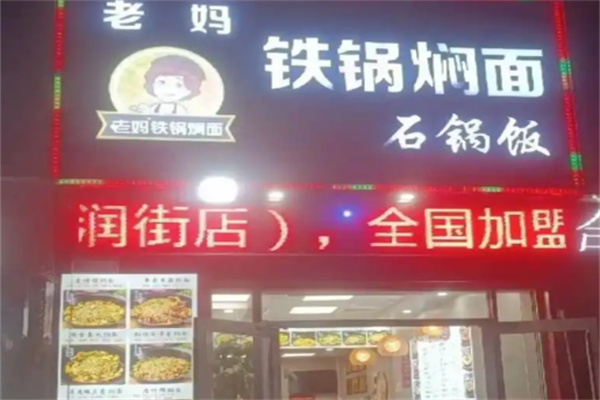 老妈
铁锅焖面
老妈铁锅焖面
石锅饭
润街店），全国加盟